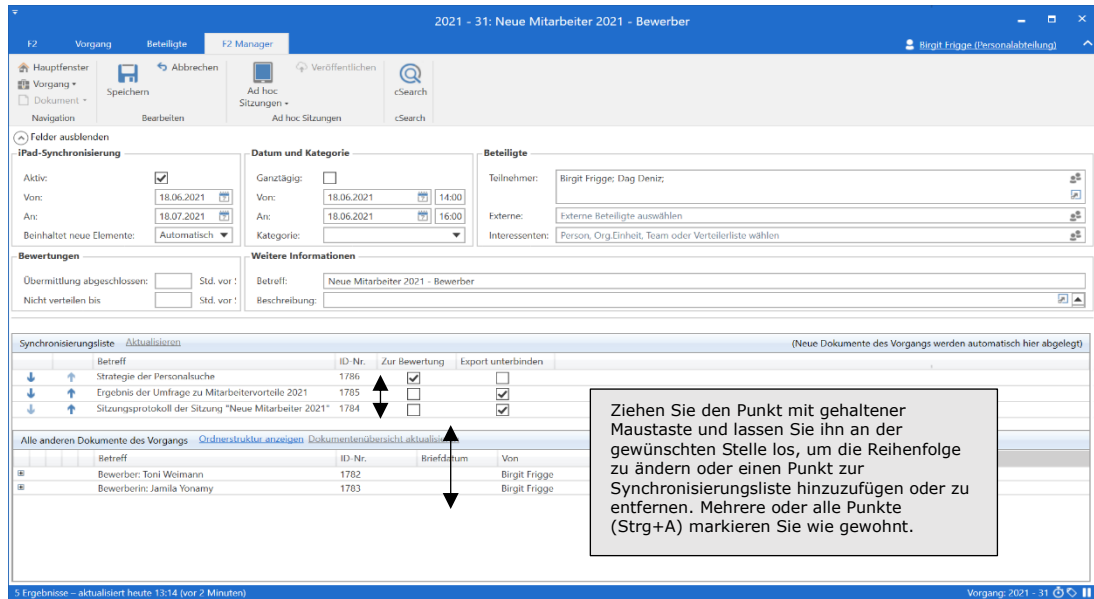 2021 - 31: Neue Mitarbeiter 2021 - Bewerber
F2 Vorgang Beteiligte F2 Manager Birgit Frigge (Personalabteilung)
Hauptfenster
Vorgang
Dokument
Navigation
Speichern
Abbrechen
Bearbeiten
Ad hoc
Sitzungen
Veröffentlichen
Ad hoc Sitzungen
cSearch
cSearch
Felder ausblenden
iPad-Synchronisierung
Aktiv:
Von: 18.06.2021
An: 18.07.2021
Beinhaltet neue Elemente: Automatisch
Datum und Kategorie
Ganztägig:
Von: 18.06.2021 14:00
An: 18.06.2021 16:00
Kategorie:
Beteiligte
Teilnehmer: Birgit Frigge; Dag Deniz;
Externe: Externe Beteiligte auswählen
Interessenten: Person, Org.Einheit, Team oder Verteilerliste wählen
Bewertungen
Übermittlung abgeschlossen: Std. vor
Nicht verteilen bis Std. vor
Weitere Informationen
Betreff: Neue Mitarbeiter 2021 - Bewerber
Beschreibung:
Synchronisierungsliste Aktualisieren (Neue Dokumente des Vorgangs werden automatisch hier abgelegt)
Betreff ID-Nr. Zur Bewertung Export unterbinden
Strategie der Personalsuche 1786
Ergebnis der Umfrage zu Mitarbeitervorteile 2021 1785
Sitzungsprotokoll der Sitzung "Neue Mitarbeiter 2021" 1784
Alle anderen Dokumente des Vorgangs Ordnerstruktur anzeigen Dokumentenübersicht aktualisieren
Betreff ID-Nr. Briefdatum Von
Bewerber: Toni Weimann 1782 Birgit Frigge
Bewerberin: Jamila Yonamy 1783 Birgit Frigge
Ziehen Sie den Punkt mit gehaltener
Maustaste und lassen Sie ihn an der
gewünschten Stelle los, um die Reihenfolge
zu ändern oder einen Punkt zur
Synchronisierungsliste hinzuzufügen oder zu
entfernen. Mehrere oder alle Punkte
(Strg+A) markieren Sie wie gewohnt.
5 Ergebnisse – aktualisiert heute 13:14 (vor 2 Minuten) Vorgang: 2021 - 31